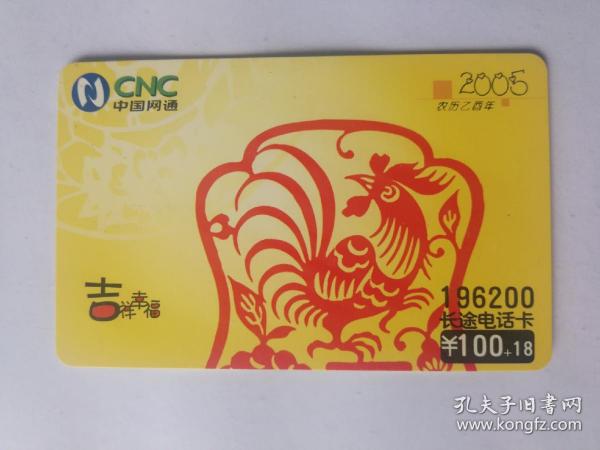 CNC
中国网通
2005
农历乙酉年
吉祥幸福
196200
长途电话卡
¥100+18
孔夫子旧书网
www.kongfz.com